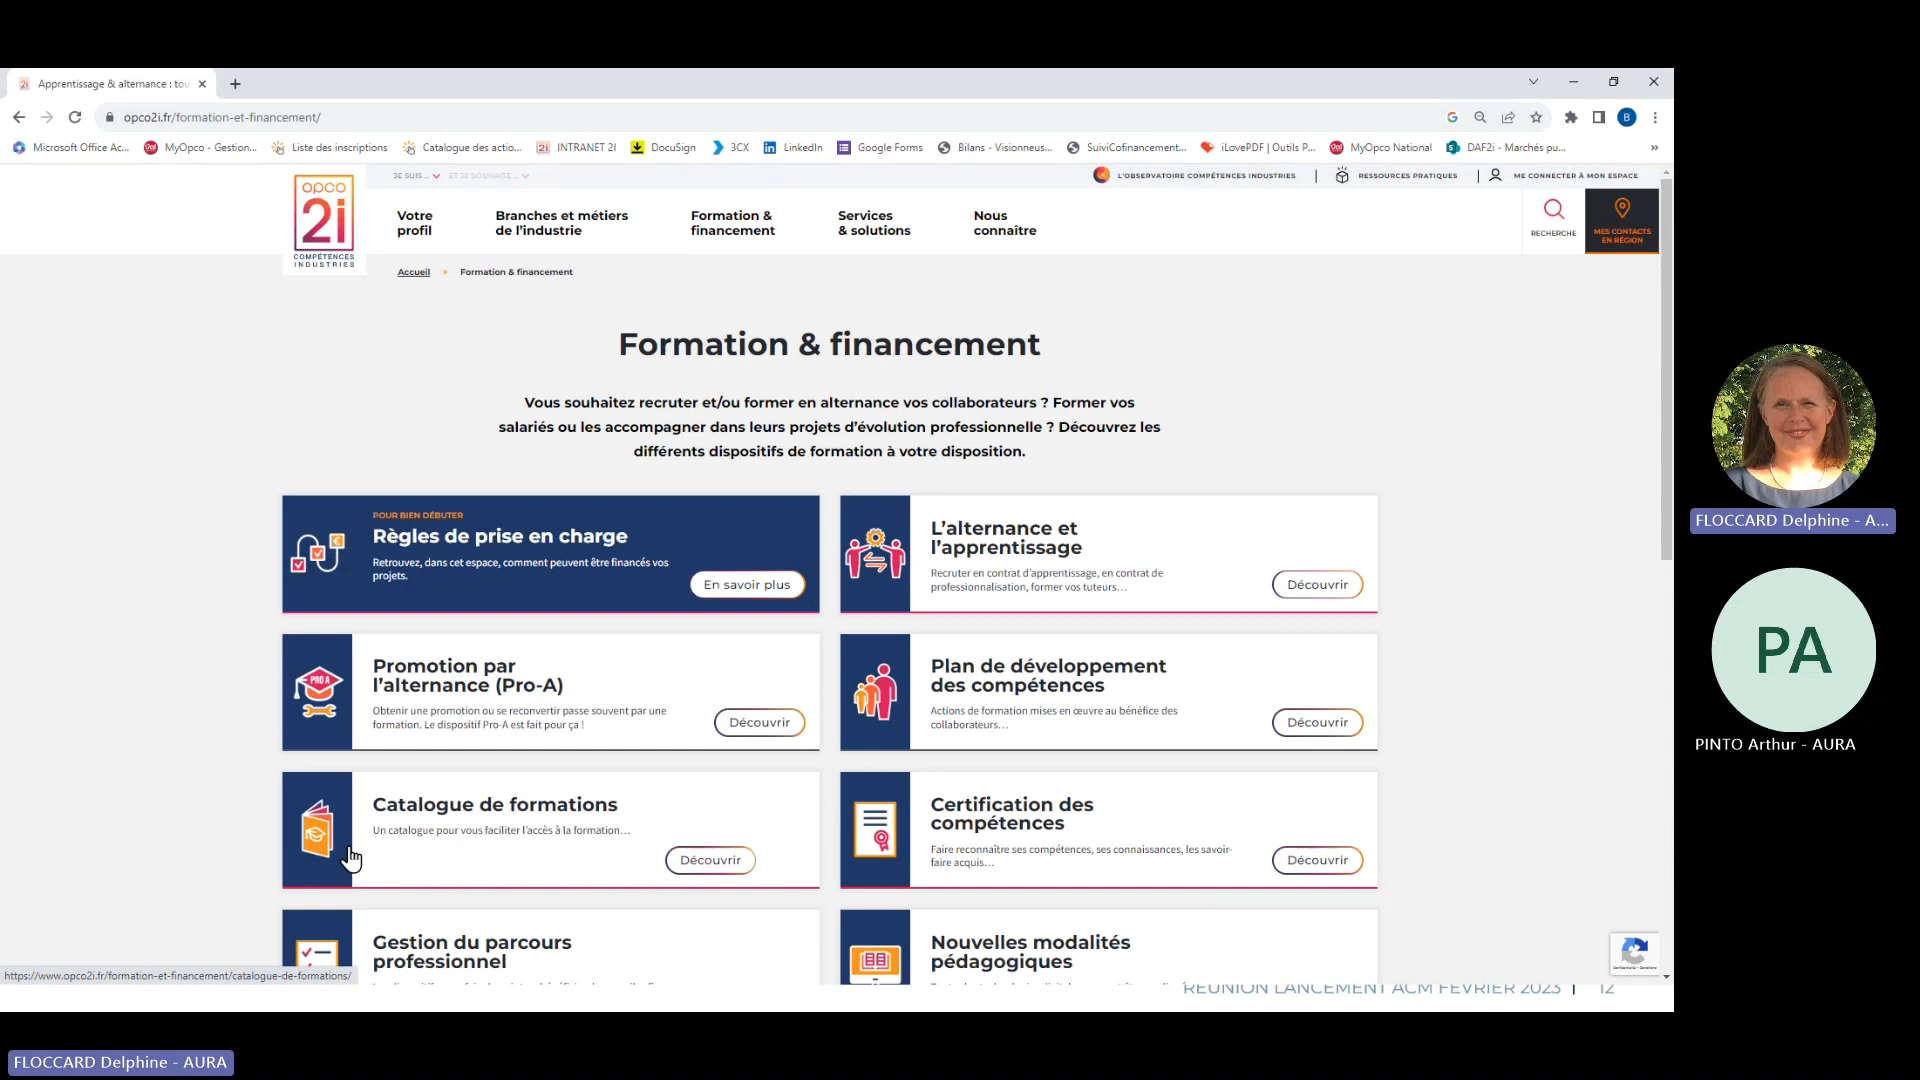 Apprentissage & alternance : tou
opco2i.fr/formation-et-financement/
B
Microsoft Office Ac... MyOpco - Gestion... Liste des inscriptions Catalogue des actio... INTRANET 2I DocuSign 3CX LinkedIn Google Forms Bilans - Visionneus... SuiviCofinancement... iLovePDF | Outils P... MyOpco National DAF2i - Marchés pu... »
JE SUIS ... ET JE SOUHAITE ... L'OBSERVATOIRE COMPÉTENCES INDUSTRIES | RESSOURCES PRATIQUES | ME CONNECTER À MON ESPACE
opco
2i
COMPÉTENCES
INDUSTRIES
Votre
profil
Branches et métiers
de l'industrie
Formation &
financement
Services
& solutions
Nous
connaître
RECHERCHE
MES CONTACTS
EN RÉGION
Accueil Formation & financement
Formation & financement
Vous souhaitez recruter et/ou former en alternance vos collaborateurs ? Former vos
salariés ou les accompagner dans leurs projets d'évolution professionnelle ? Découvrez les
différents dispositifs de formation à votre disposition.
POUR BIEN DÉBUTER
Règles de prise en charge
Retrouvez, dans cet espace, comment peuvent être financés vos
projets.
En savoir plus
L'alternance et
l'apprentissage
Recruter en contrat d'apprentissage, en contrat de
professionnalisation, former vos tuteurs...
Découvrir
PRO A
Promotion par
l'alternance (Pro-A)
Obtenir une promotion ou se reconvertir passe souvent par une
formation. Le dispositif Pro-A est fait pour ça !
Découvrir
Plan de développement
des compétences
Actions de formation mises en œuvre au bénéfice des
collaborateurs...
Découvrir
Catalogue de formations
Un catalogue pour vous faciliter l'accès à la formation...
Découvrir
Certification des
compétences
Faire reconnaître ses compétences, ses connaissances, les savoir-
faire acquis...
Découvrir
Gestion du parcours
professionnel
Nouvelles modalités
pédagogiques
https://www.opco2i.fr/formation-et-financement/catalogue-de-formations/
RÉUNION LANCEMENT ACM FÉVRIER 2023 | 12
FLOCCARD Delphine - A...
PA
PINTO Arthur - AURA
FLOCCARD Delphine - AURA